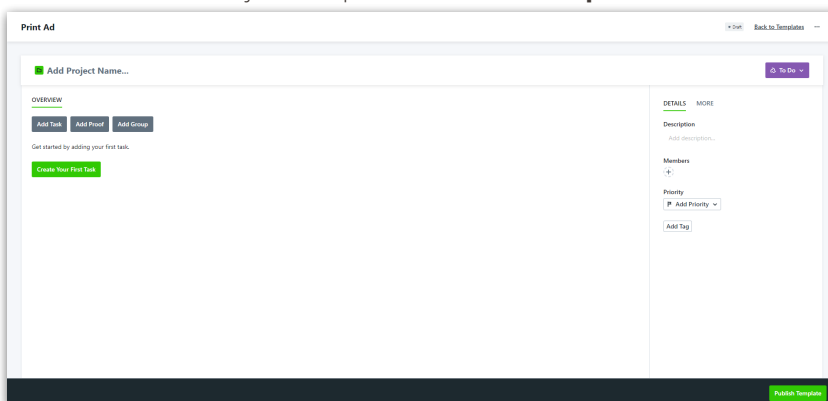 Print Ad
Draft Back to Templates
Add Project Name...
To Do
OVERVIEW
Add Task Add Proof Add Group
Get started by adding your first task.
Create Your First Task
DETAILS MORE
Description
Add description...
Members
Priority
Add Priority
Add Tag
Publish Template